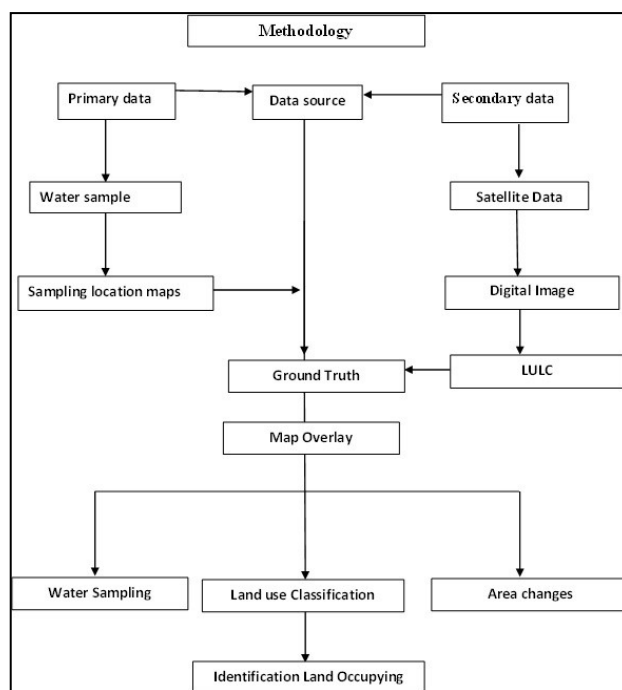 Methodology
Primary data
Data source
Secondary data
Water sample
Satellite Data
Sampling location maps
Digital Image
Ground Truth
LULC
Map Overlay
Water Sampling
Land use Classification
Area changes
Identification Land Occupying